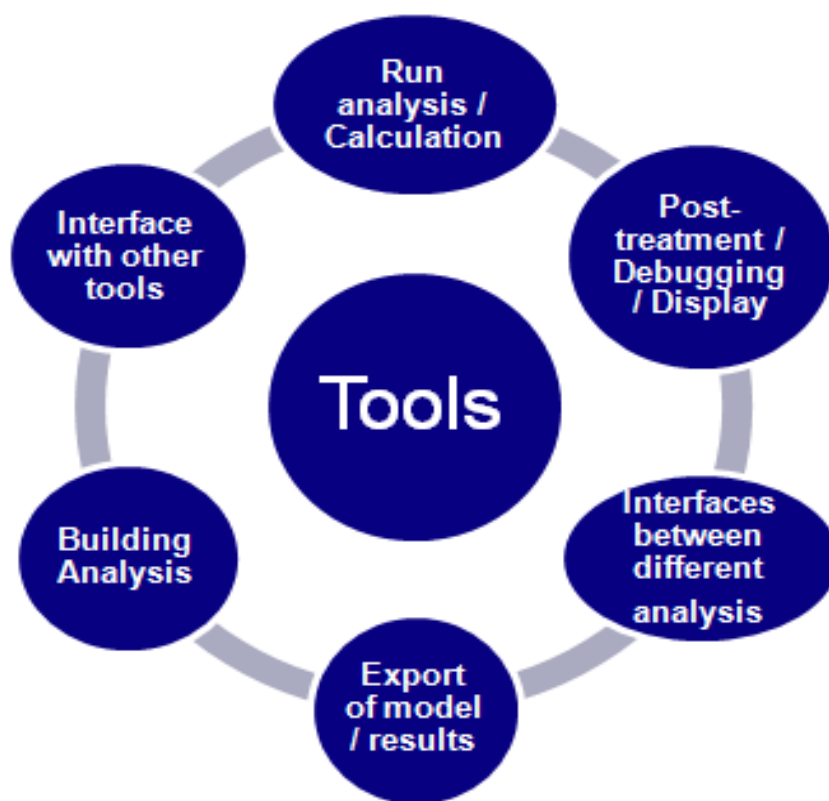 Run
analysis /
Calculation
Post-
treatment /
Debugging
/ Display
Interfaces
between
different
analysis
Export
of model
/ results
Building
Analysis
Interface
with other
tools
Tools